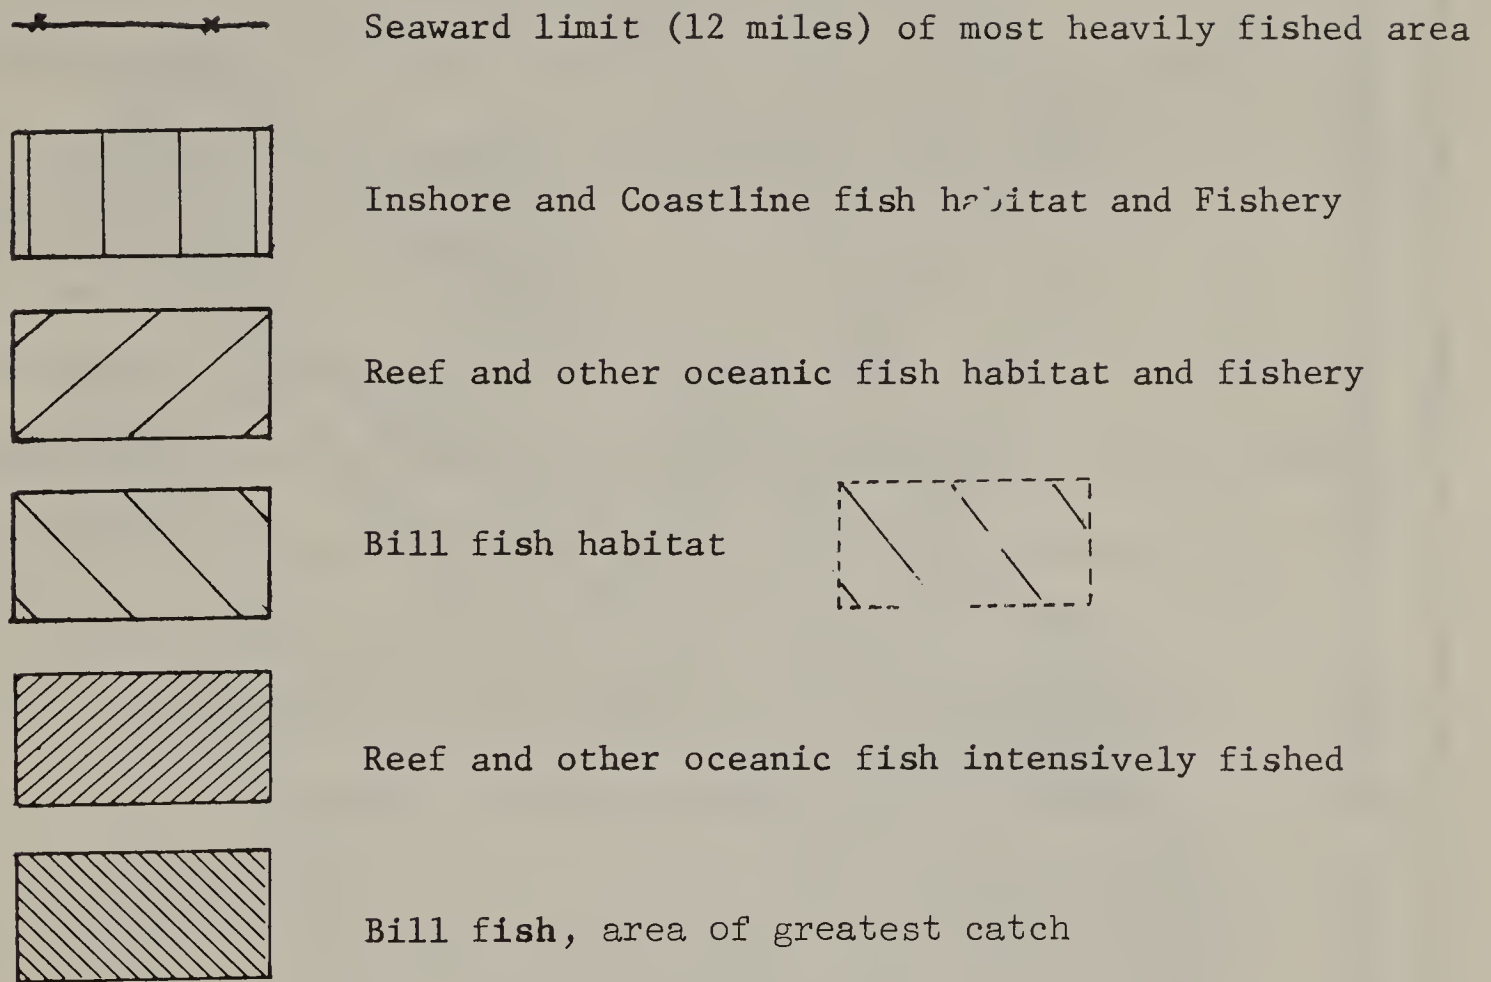 Seaward limit (12 miles) of most heavily fished area
Inshore and Coastline fish habitat and Fishery
Reef and other oceanic fish habitat and fishery
Bill fish habitat
Reef and other oceanic fish intensively fished
Bill fish, area of greatest catch